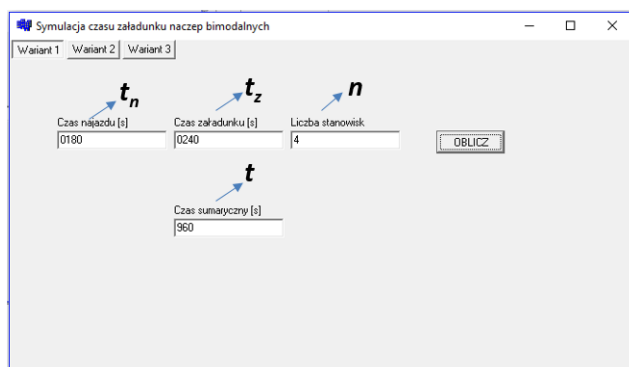 Symulacja czasu załadunku naczep bimodalnych
Wariant 1 Wariant 2 Wariant 3
tn tz n
Czas najazdu [s] Czas załadunku [s] Liczba stanowisk
0180 0240 4 OBLICZ
t
Czas sumaryczny [s]
960